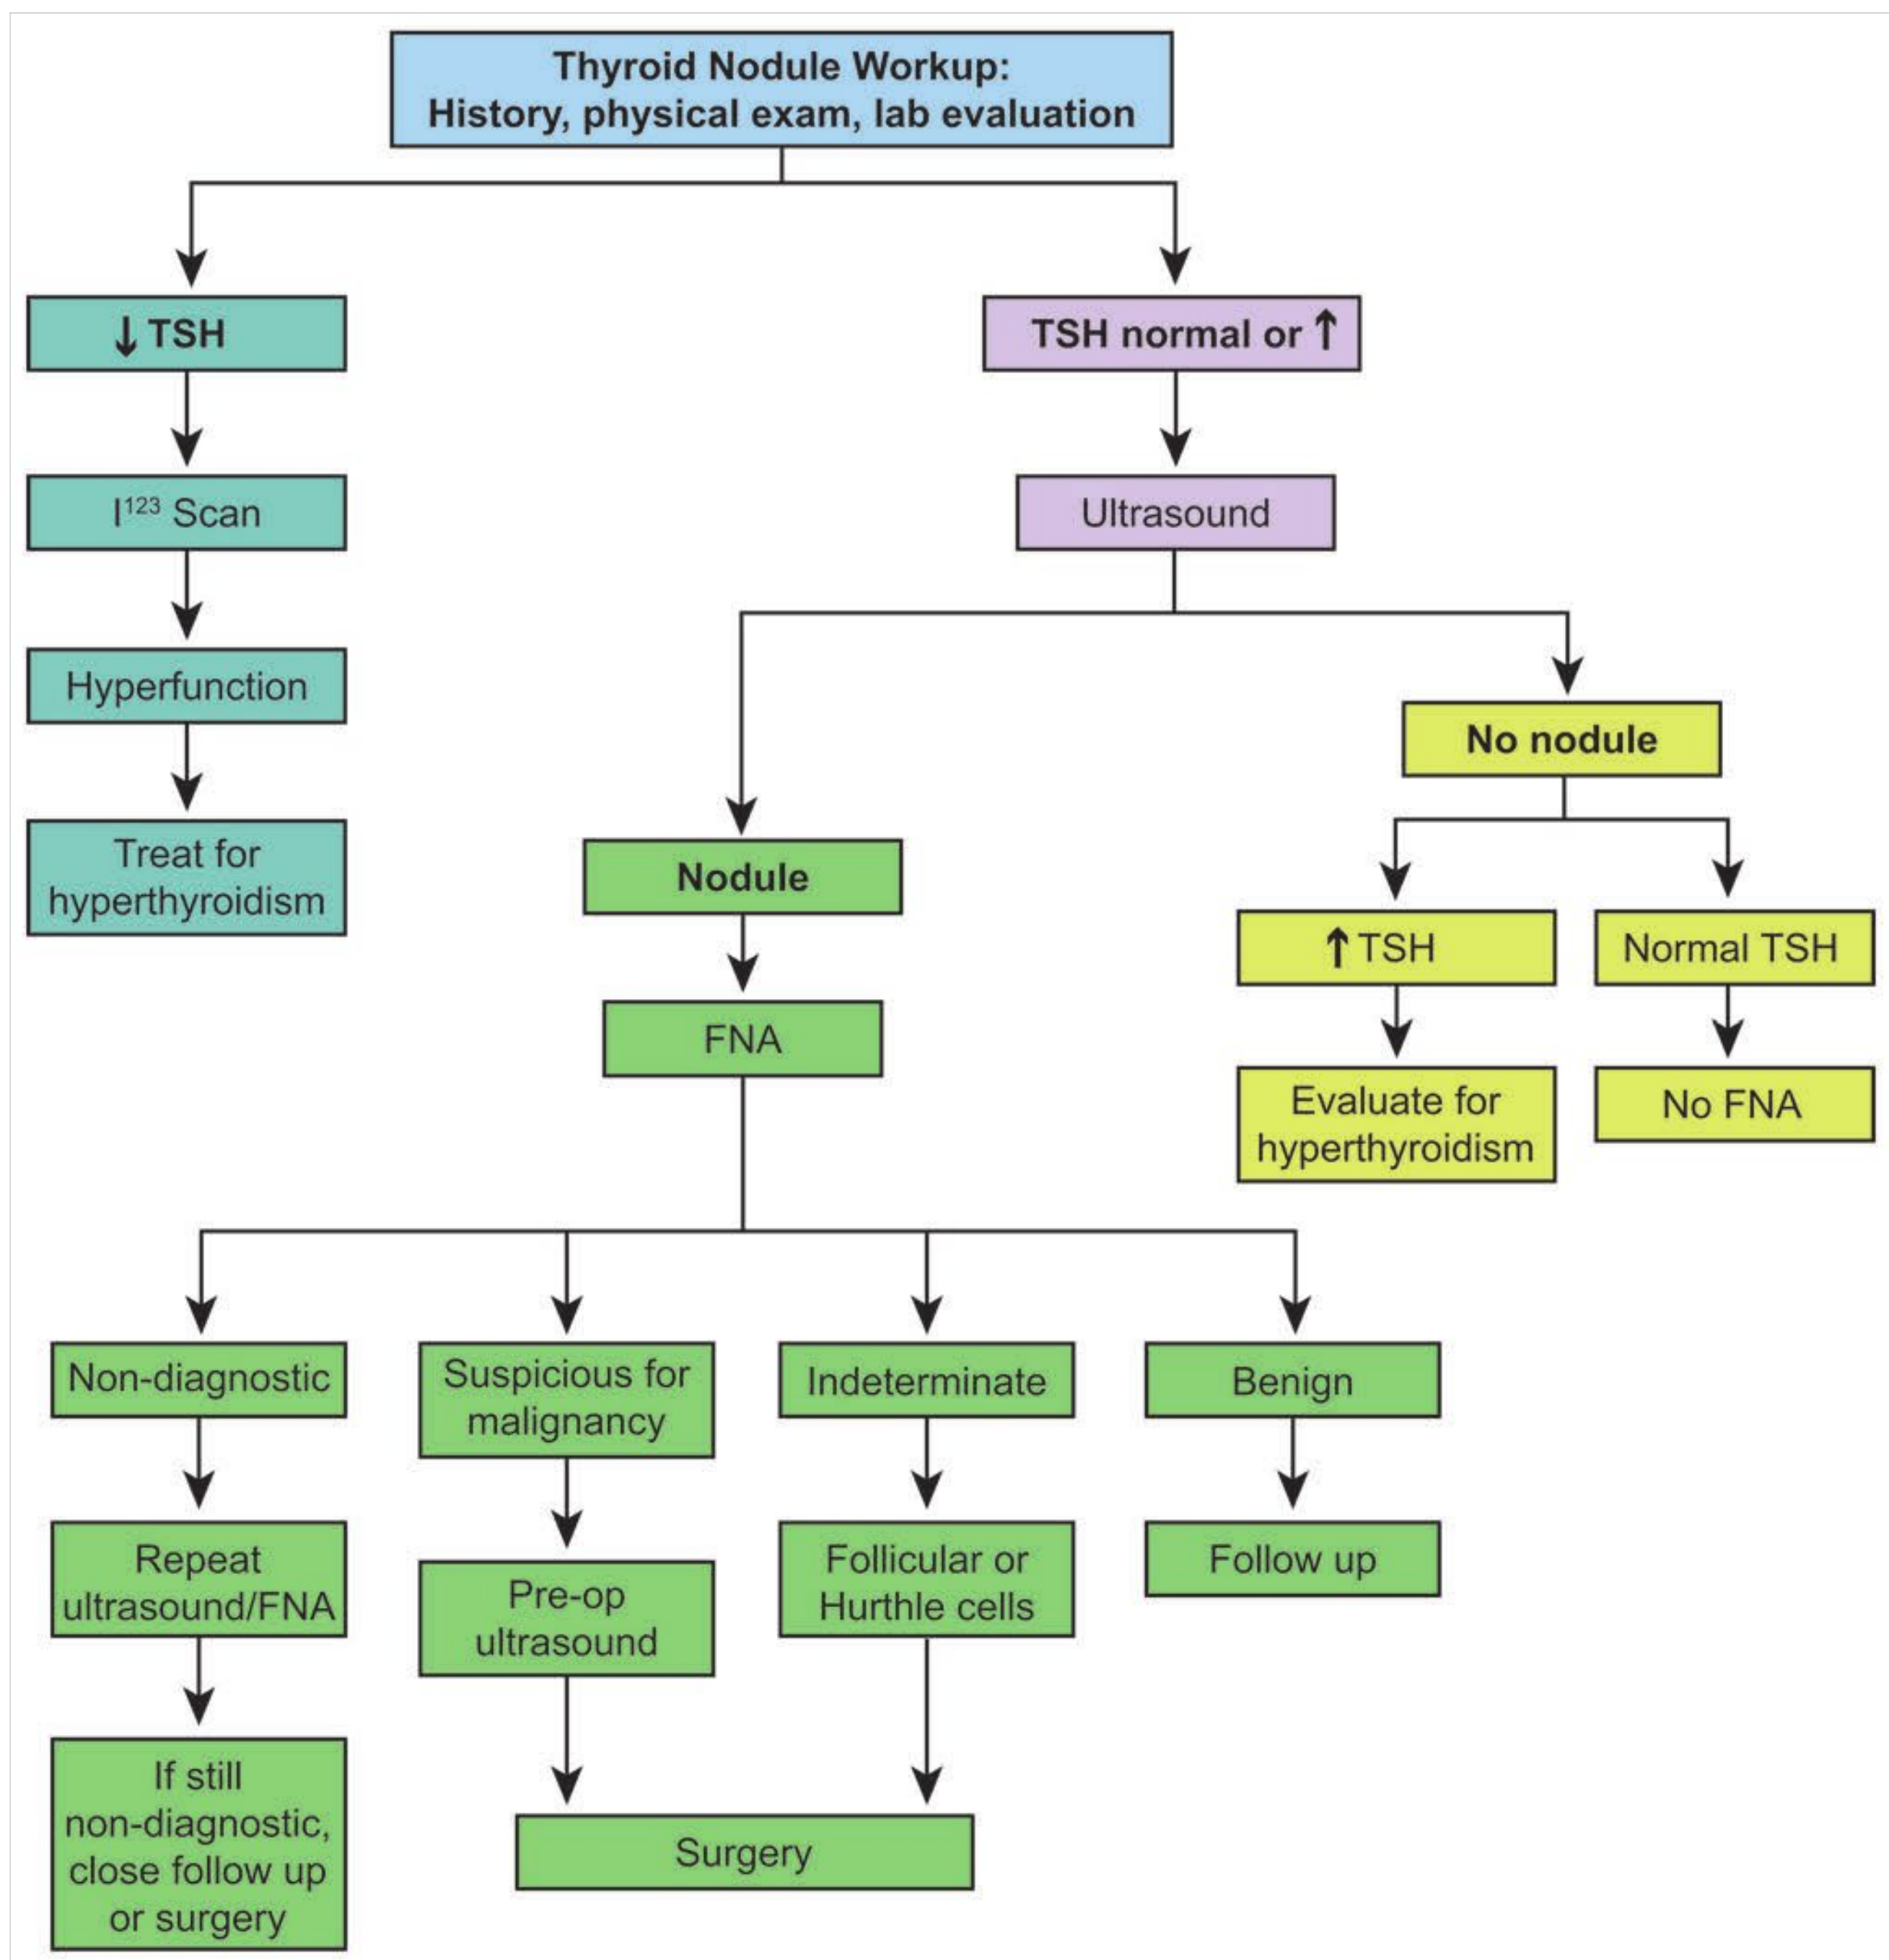 Thyroid Nodule Workup:
History, physical exam, lab evaluation
↓ TSH
TSH normal or ↑
I¹²³ Scan
Ultrasound
Hyperfunction
No nodule
Treat for
hyperthyroidism
Nodule
↑ TSH
Normal TSH
FNA
Evaluate for
hyperthyroidism
No FNA
Non-diagnostic
Suspicious for
malignancy
Indeterminate
Benign
Repeat
ultrasound/FNA
Pre-op
ultrasound
Follicular or
Hurthle cells
Follow up
If still
non-diagnostic,
close follow up
or surgery
Surgery